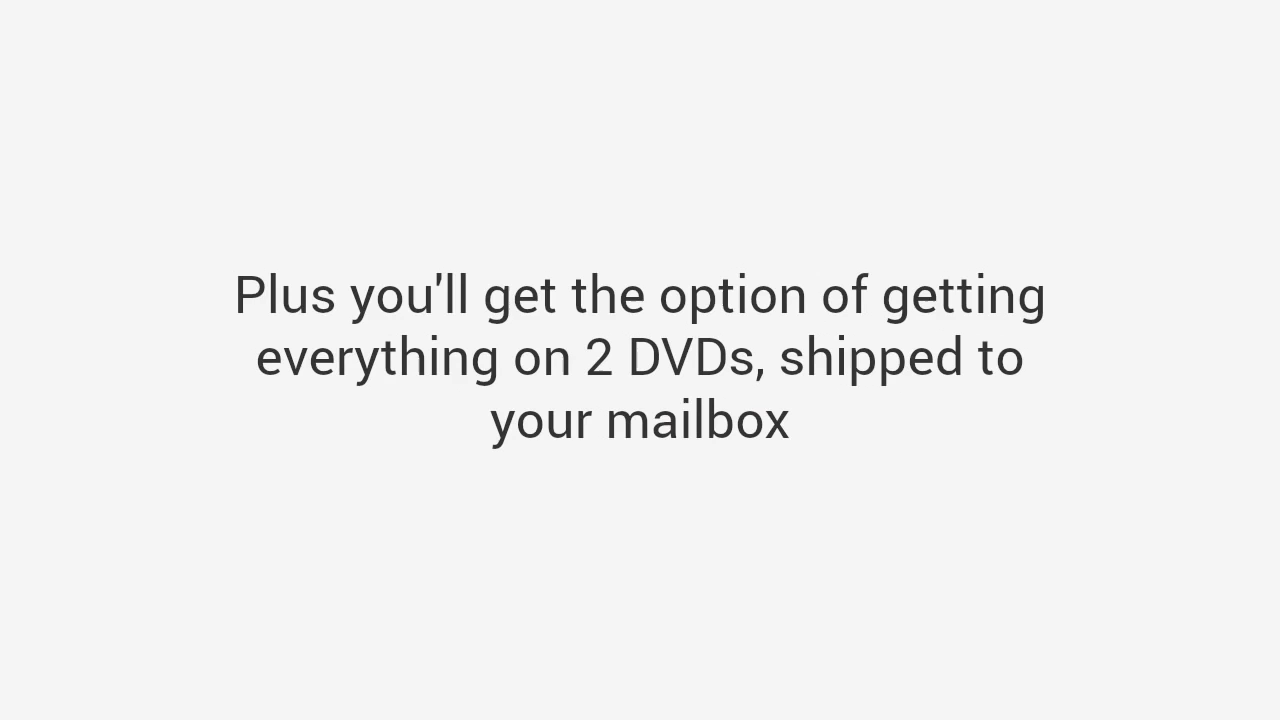 Plus you'll get the option of getting
everything on 2 DVDs, shipped to
your mailbox